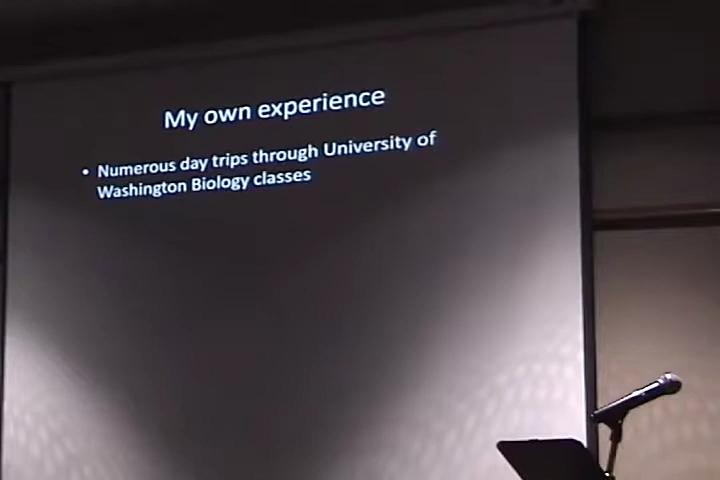 My own experience
• Numerous day trips through University of
Washington Biology classes